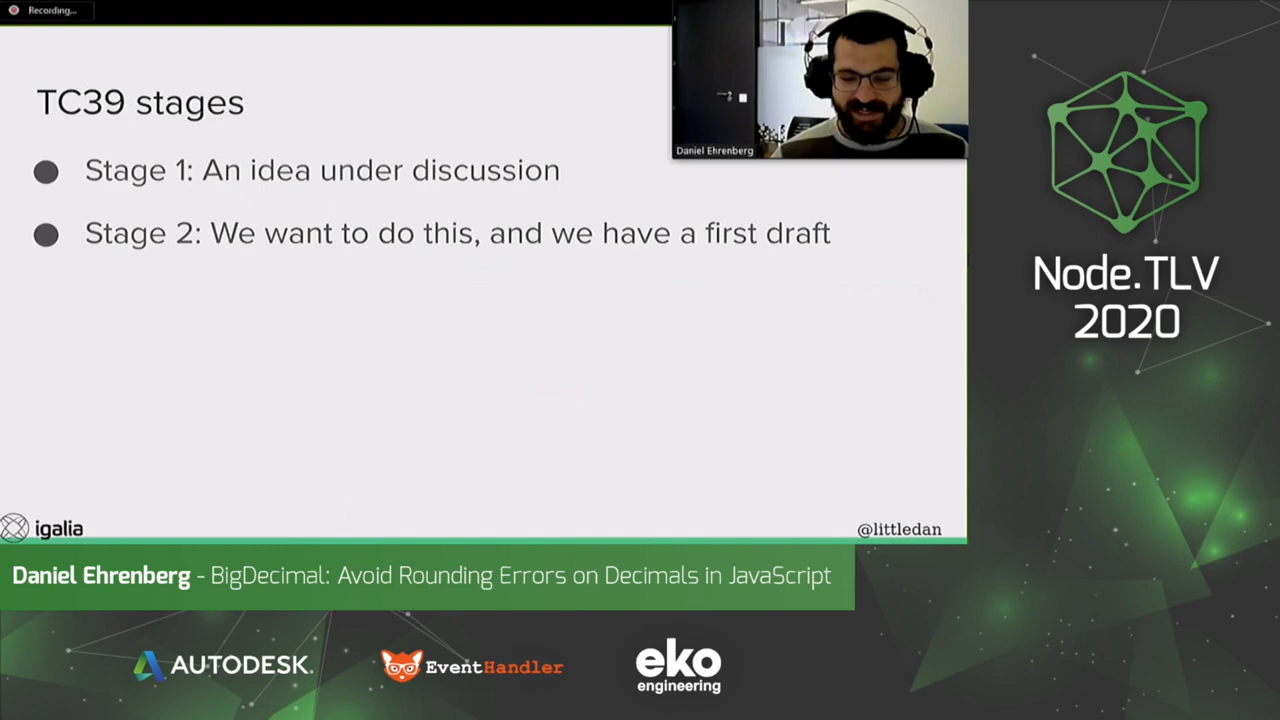 Recording...
TC39 stages
Stage 1: An idea under discussion
Stage 2: We want to do this, and we have a first draft
Daniel Ehrenberg
Node.TLV
2020
igalia
@littledan
Daniel Ehrenberg - BigDecimal: Avoid Rounding Errors on Decimals in JavaScript
AUTODESK.
EventHandler
eko
engineering